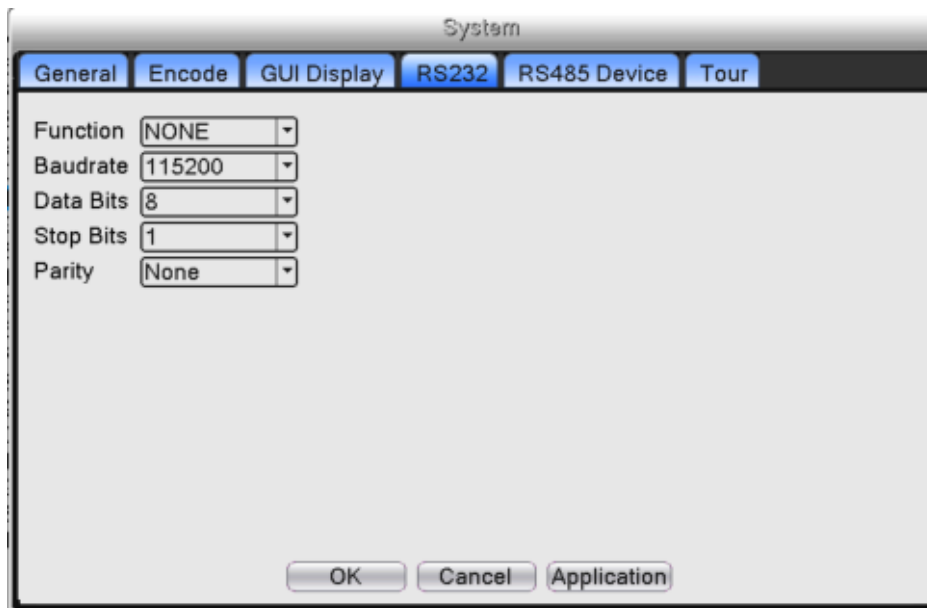 System
General Encode GUI Display RS232 RS485 Device Tour
Function NONE
Baudrate 115200
Data Bits 8
Stop Bits 1
Parity None
OK Cancel Application